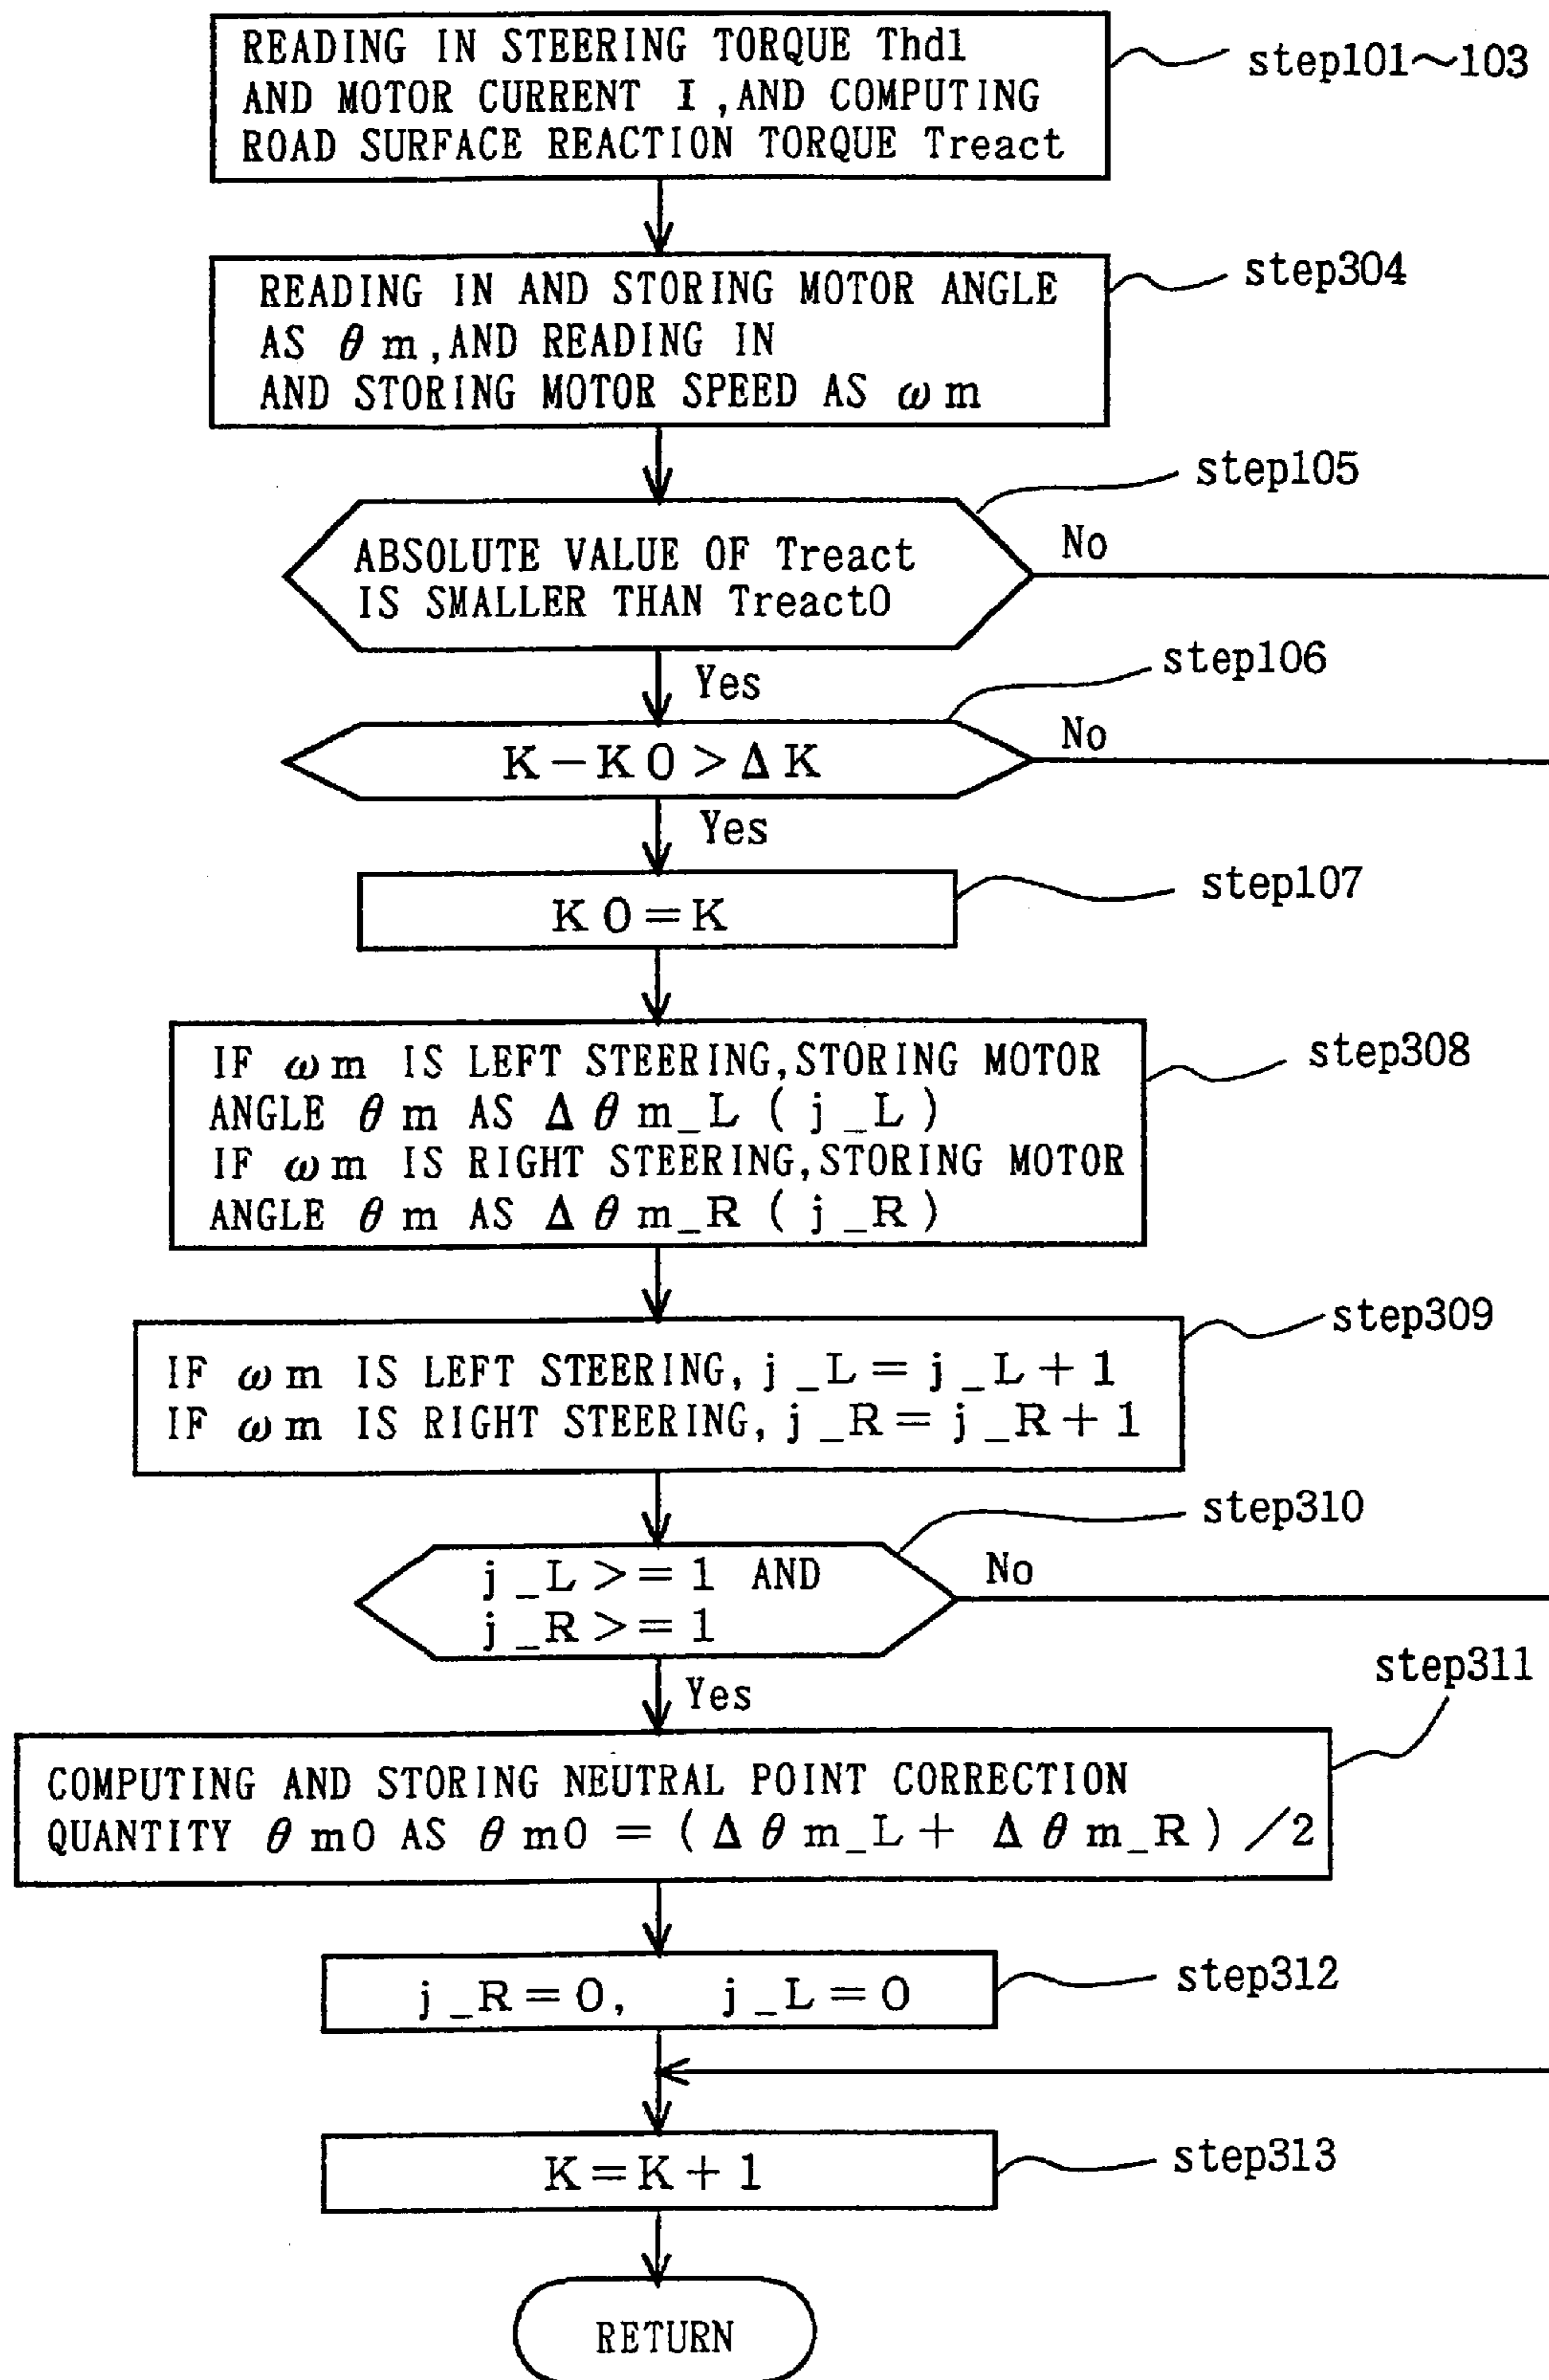 READING IN STEERING TORQUE Thdl
AND MOTOR CURRENT I ,AND COMPUTING
ROAD SURFACE REACTION TORQUE Treact
step101~103
READING IN AND STORING MOTOR ANGLE
AS θm,AND READING IN
AND STORING MOTOR SPEED AS ωm
step304
step105
ABSOLUTE VALUE OF Treact
IS SMALLER THAN Treact0
No
Yes
step106
K-K0>ΔK
No
Yes
K0=K
step107
IF ωm IS LEFT STEERING,STORING MOTOR
ANGLE θm AS Δθm_L(j_L)
IF ωm IS RIGHT STEERING,STORING MOTOR
ANGLE θm AS Δθm_R(j_R)
step308
step309
IF ωm IS LEFT STEERING, j_L=j_L+1
IF ωm IS RIGHT STEERING, j_R=j_R+1
step310
j_L>=1 AND
j_R>=1
No
Yes
step311
COMPUTING AND STORING NEUTRAL POINT CORRECTION
QUANTITY θm0 AS θm0 = (Δθm_L+ Δθm_R)/2
j_R=0, j_L=0
step312
K=K+1
step313
RETURN